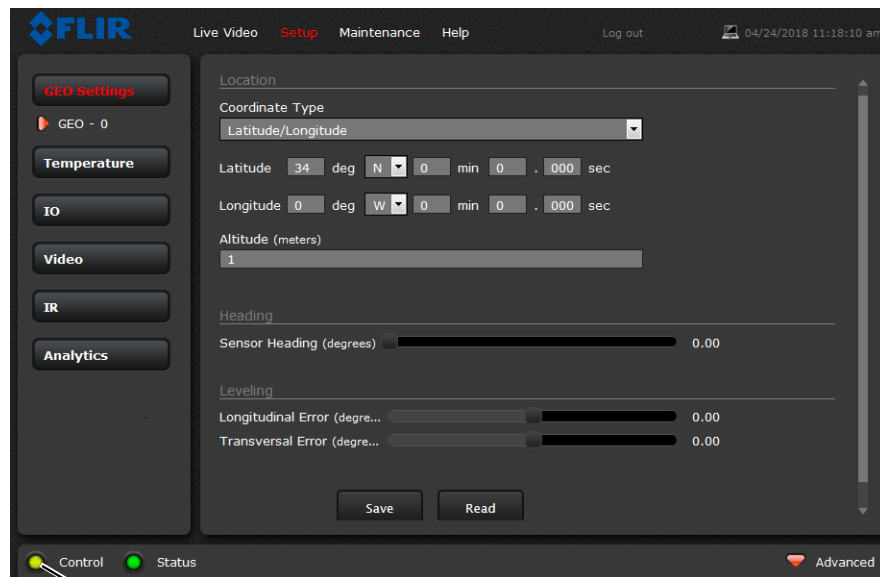 FLIR Live Video Setup Maintenance Help Log out 04/24/2018 11:18:10 am
GEO Settings
GEO - 0
Temperature
IO
Video
IR
Analytics
Location
Coordinate Type
Latitude/Longitude
Latitude 34 deg N 0 min 0 . 000 sec
Longitude 0 deg W 0 min 0 . 000 sec
Altitude (meters)
1
Heading
Sensor Heading (degrees) 0.00
Leveling
Longitudinal Error (degre... 0.00
Transversal Error (degre... 0.00
Save Read
Control Status Advanced